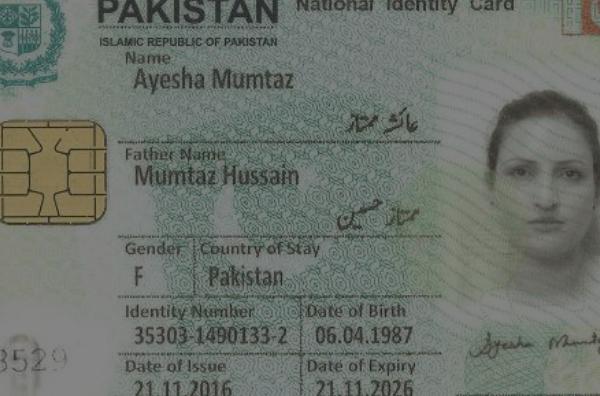 PAKISTAN National Identity Card
ISLAMIC REPUBLIC OF PAKISTAN
Name
Ayesha Mumtaz
عائشہ ممتاز
Father Name
Mumtaz Hussain
ممتاز حسین
Gender Country of Stay
F Pakistan
Identity Number Date of Birth
35303-1490133-2 06.04.1987
3529
Date of Issue Date of Expiry
21.11.2016 21.11.2026